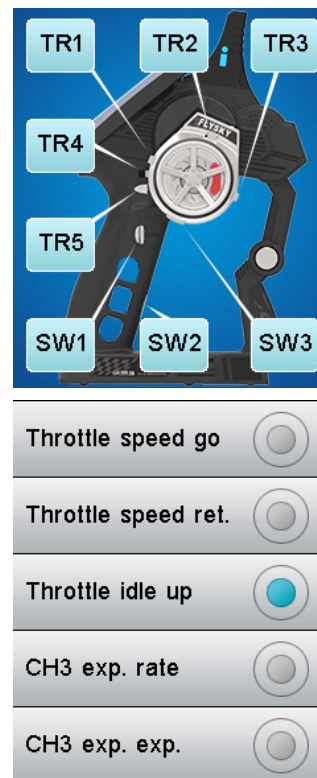 TR1 TR2 TR3
FLYSKY
TR4
TR5
SW1 SW2 SW3
Throttle speed go
Throttle speed ret.
Throttle idle up
CH3 exp. rate
CH3 exp. exp.